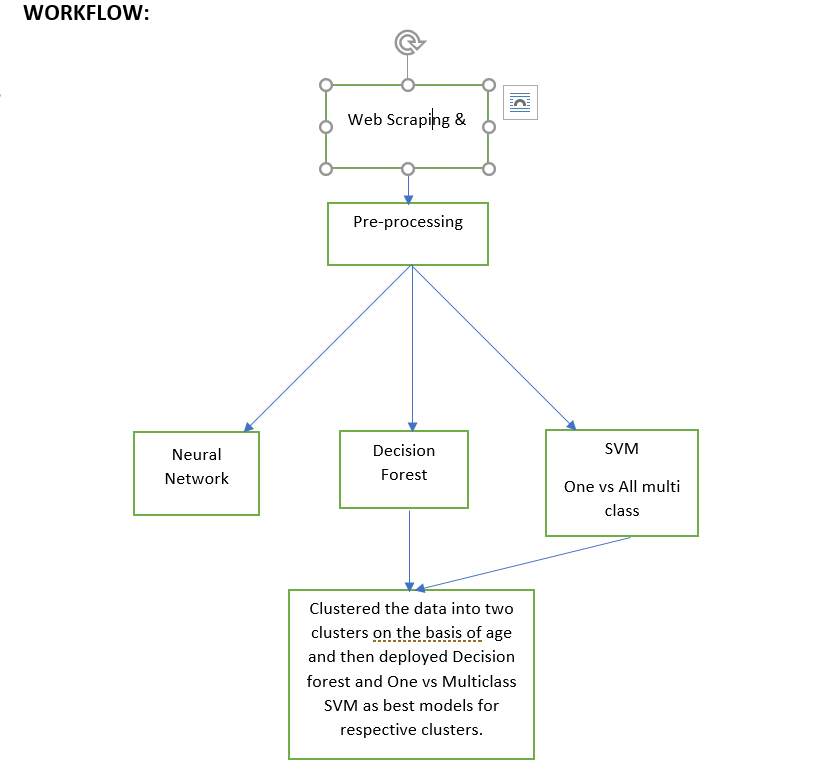 WORKFLOW:
Web Scraping &
Pre-processing
Neural
Network
Decision
Forest
SVM
One vs All multi
class
Clustered the data into two
clusters on the basis of age
and then deployed Decision
forest and One vs Multiclass
SVM as best models for
respective clusters.